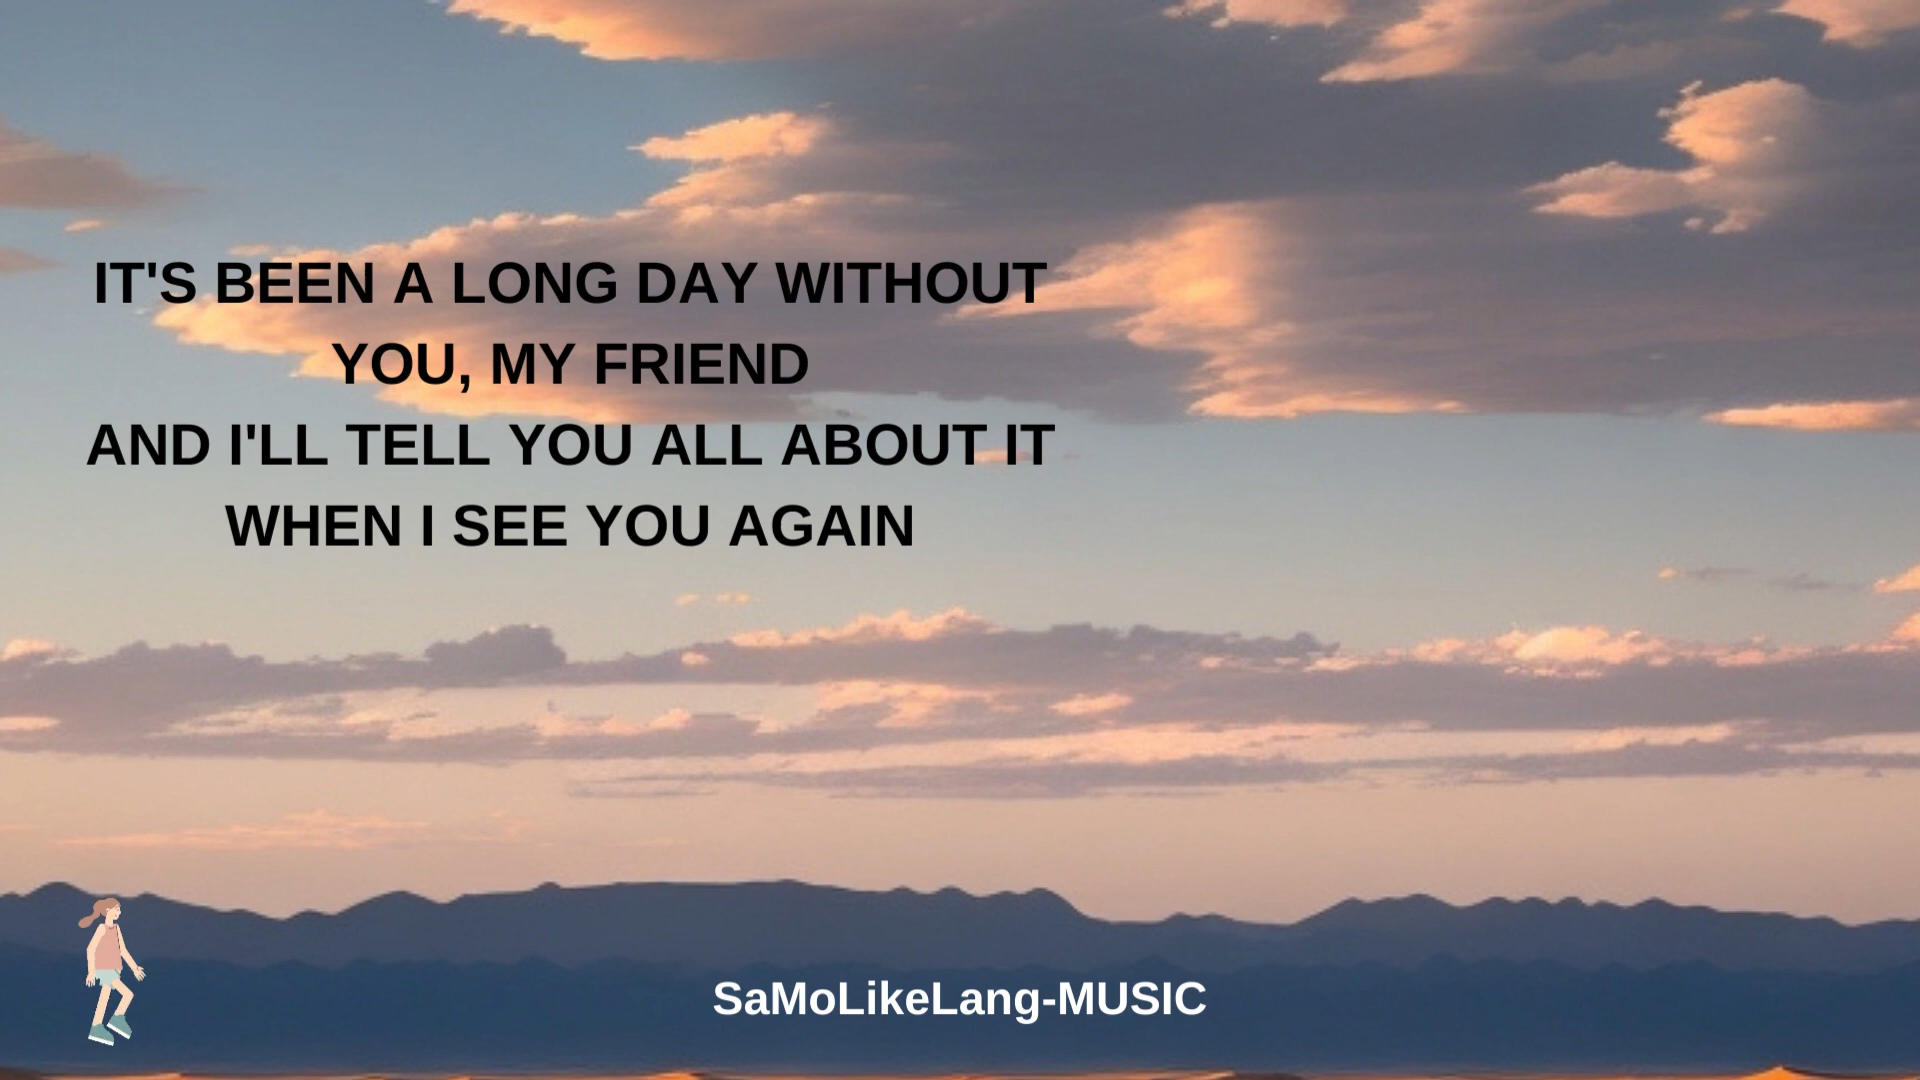 IT'S BEEN A LONG DAY WITHOUT
YOU, MY FRIEND
AND I'LL TELL YOU ALL ABOUT IT
WHEN I SEE YOU AGAIN
SaMoLikeLang-MUSIC